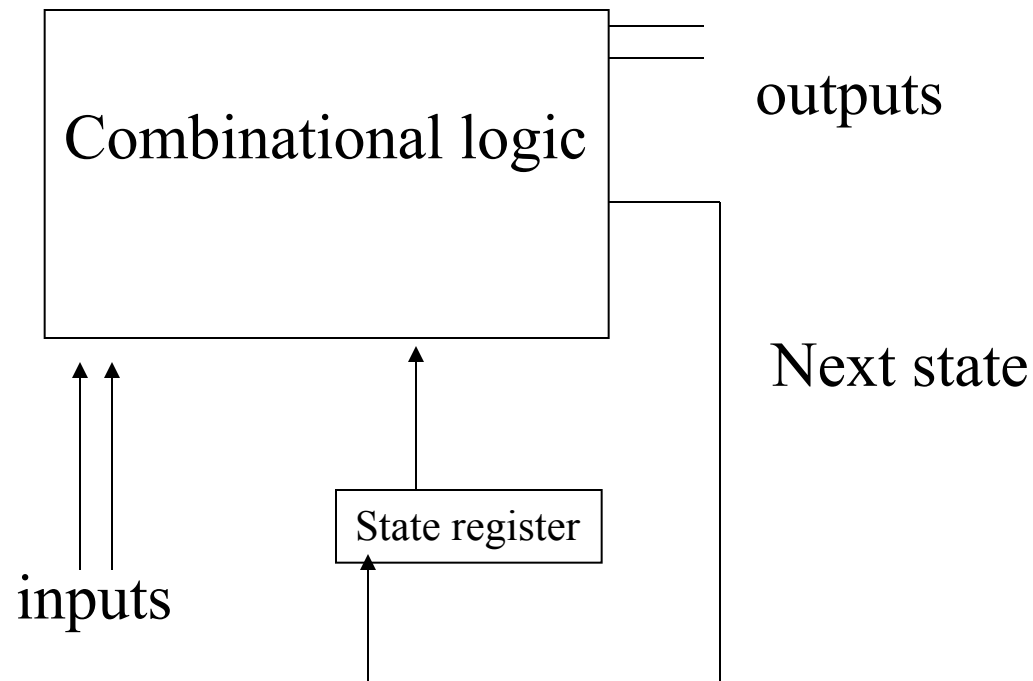 outputs
Combinational logic
Next state
State register
inputs